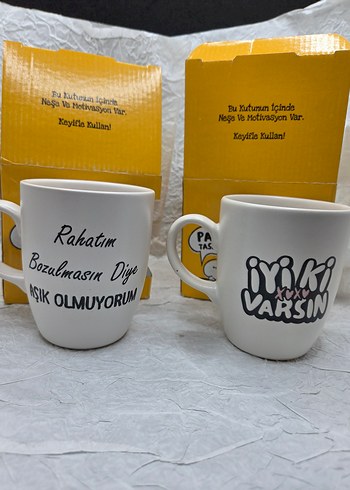 Bu Kutunun İçinde
Neşe Ve Motivasyon Var.
Keyifle Kullan!
Bu Kutunun İçinde
Neşe Ve Motivasyon Var.
Keyifle Kullan!
Rahatım
Bozulmasın Diye
AŞIK OLMUYORUM
İYİ Kİ
XOXO
VARSIN